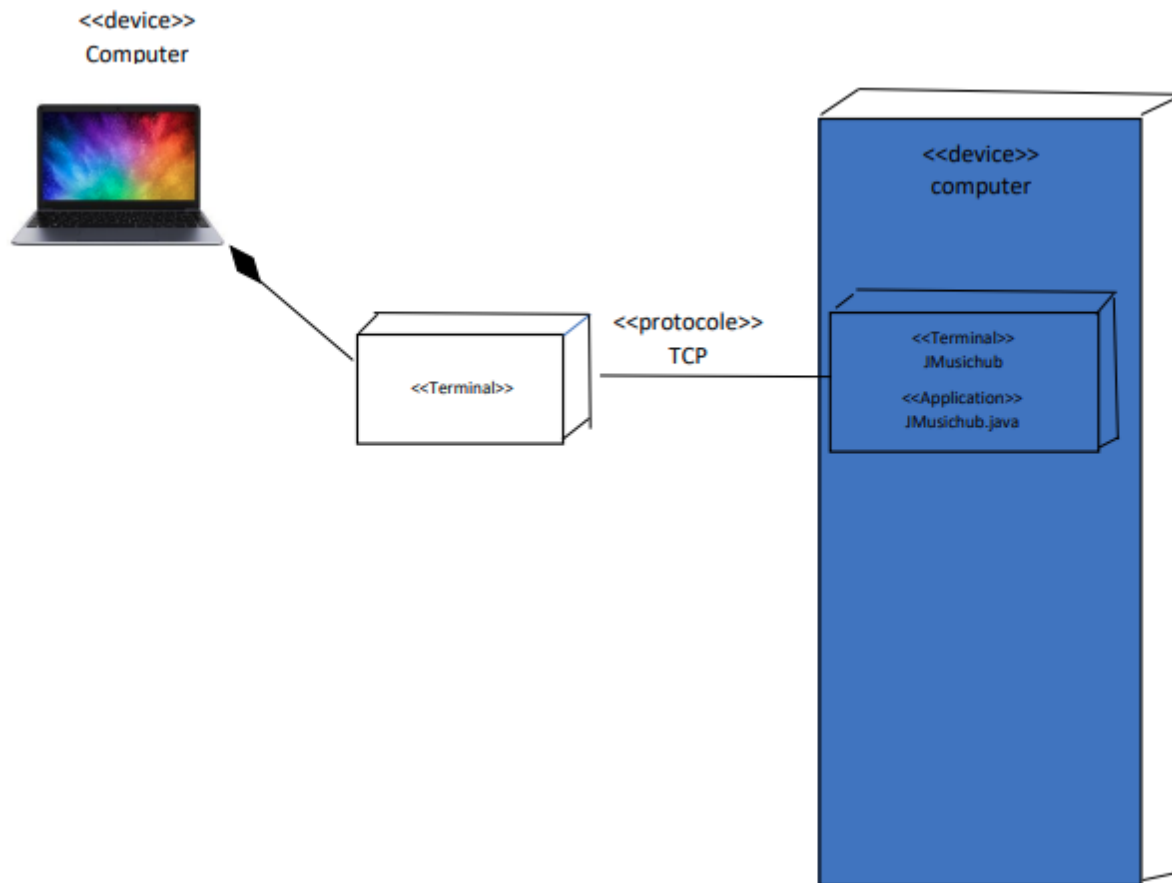 <<device>>
Computer
<<device>>
computer
<<protocole>>
TCP
<<Terminal>>
<<Terminal>>
JMusichub
<<Application>>
JMusichub.java